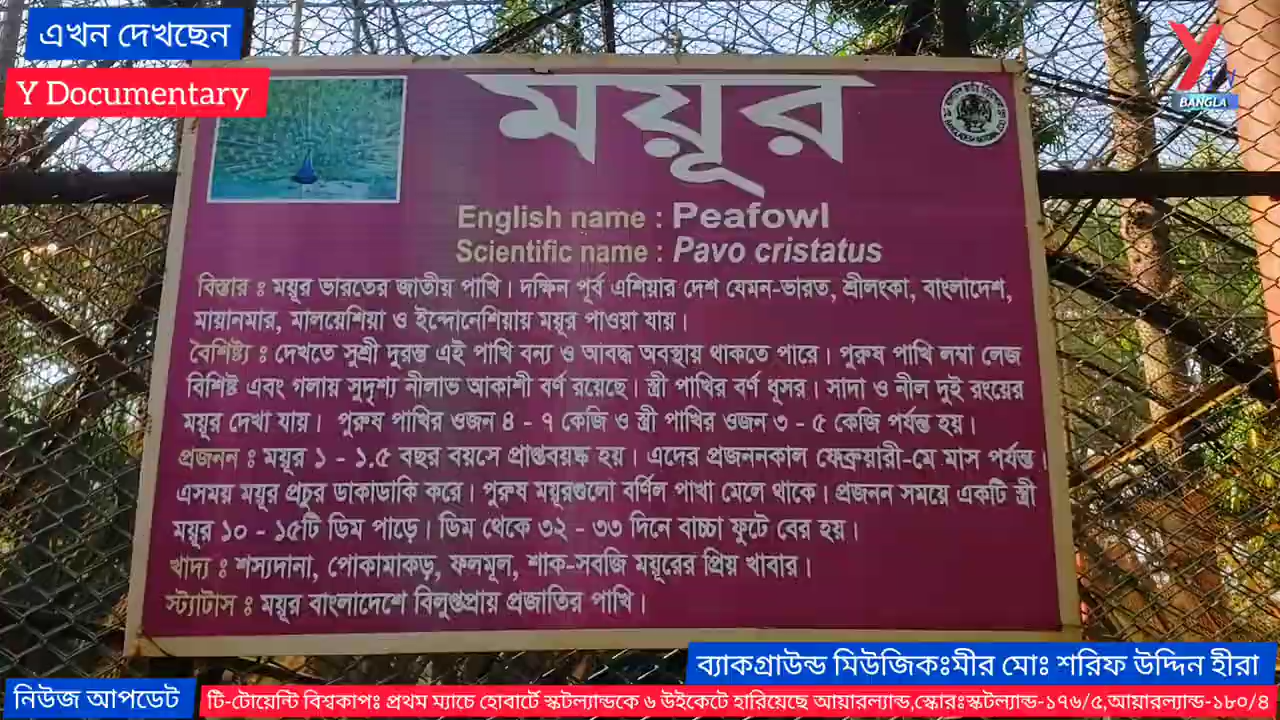 এখন দেখছেন
Y Documentary
Y
BANGLA
ময়ূর
English name : Peafowl
Scientific name : Pavo cristatus
বিস্তার ঃ ময়ূর ভারতের জাতীয় পাখি। দক্ষিন পূর্ব এশিয়ার দেশ যেমন-ভারত, শ্রীলংকা, বাংলাদেশ,
মায়ানমার, মালয়েশিয়া ও ইন্দোনেশিয়ায় ময়ূর পাওয়া যায়।
বৈশিষ্ট্য ঃ দেখতে সুশ্রী দুরন্ত এই পাখি বন্য ও আবদ্ধ অবস্থায় থাকতে পারে। পুরুষ পাখি লম্বা লেজ
বিশিষ্ট এবং গলায় সুদৃশ্য নীলাভ আকাশী বর্ণ রয়েছে। স্ত্রী পাখির বর্ণ ধূসর। সাদা ও নীল দুই রংয়ের
ময়ূর দেখা যায়। পুরুষ পাখির ওজন ৪ - ৭ কেজি ও স্ত্রী পাখির ওজন ৩ - ৫ কেজি পর্যন্ত হয়।
প্রজনন ঃ ময়ূর ১ - ১.৫ বছর বয়সে প্রাপ্তবয়ষ্ক হয়। এদের প্রজননকাল ফেব্রুয়ারী-মে মাস পর্যন্ত।
এসময় ময়ূর প্রচুর ডাকাডাকি করে। পুরুষ ময়ূরগুলো বর্ণিল পাখা মেলে থাকে। প্রজনন সময়ে একটি স্ত্রী
ময়ূর ১০ - ১৫টি ডিম পাড়ে। ডিম থেকে ৩২ - ৩৩ দিনে বাচ্চা ফুটে বের হয়।
খাদ্য ঃ শস্যদানা, পোকামাকড়, ফলমূল, শাক-সবজি ময়ূরের প্রিয় খাবার।
স্ট্যাটাস ঃ ময়ূর বাংলাদেশে বিলুপ্তপ্রায় প্রজাতির পাখি।
ব্যাকগ্রাউন্ড মিউজিকঃমীর মোঃ শরিফ উদ্দিন হীরা
নিউজ আপডেট
টি-টোয়েন্টি বিশ্বকাপঃ প্রথম ম্যাচে হোবার্টে স্কটল্যান্ডকে ৬ উইকেটে হারিয়েছে আয়ারল্যান্ড,স্কোরঃস্কটল্যান্ড-১৭৬/৫,আয়ারল্যান্ড-১৮০/৪